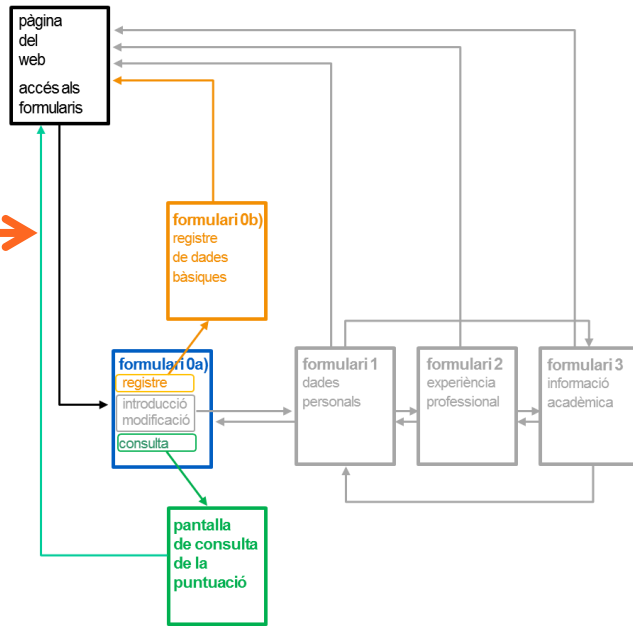 pàgina
del
web
accés als
formularis
formulari 0b)
registre
de dades
bàsiques
formulari 0a)
registre
introducció
modificació
consulta
formulari 1
dades
personals
formulari 2
experiència
professional
formulari 3
informació
acadèmica
pantalla
de consulta
de la
puntuació